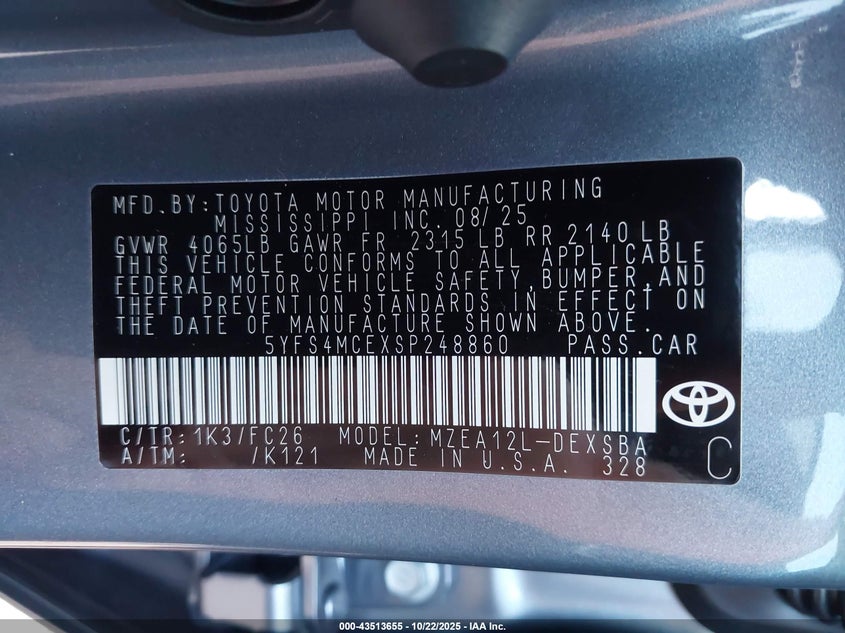 MFD.BY:TOYOTA MOTOR MANUFACTURING
MISSISSIPPI INC. 08/25
GVWR 4065LB GAWR FR 2315 LB RR 2140LB
THIS VEHICLE CONFORMS TO ALL APPLICABLE
FEDERAL MOTOR VEHICLE SAFETY,BUMPER,AND
THEFT PREVENTION STANDARDS IN EFFECT ON
THE DATE OF MANUFACTURE SHOWN ABOVE.
5YFS4MCEXSP248860 PASS.CAR
C/TR: 1K3/FC26 MODEL:MZEA12L-DEXSBA
A/TM: /K121 MADE IN U.S.A. 328
C
000-43513655 - 10/22/2025 - IAA Inc.